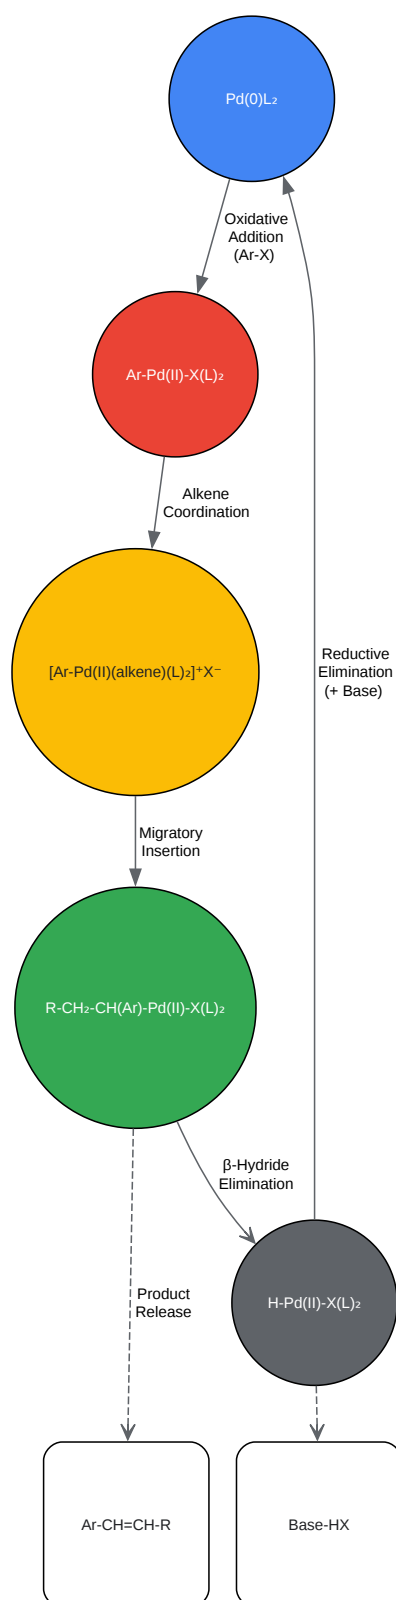 Pd(0)L₂
Oxidative
Addition
(Ar-X)
Ar-Pd(II)-X(L)₂
Alkene
Coordination
[Ar-Pd(II)(alkene)(L)₂]⁺X⁻
Reductive
Elimination
(+ Base)
Migratory
Insertion
R-CH₂-CH(Ar)-Pd(II)-X(L)₂
β-Hydride
Elimination
Product
Release
H-Pd(II)-X(L)₂
Ar-CH=CH-R
Base-HX